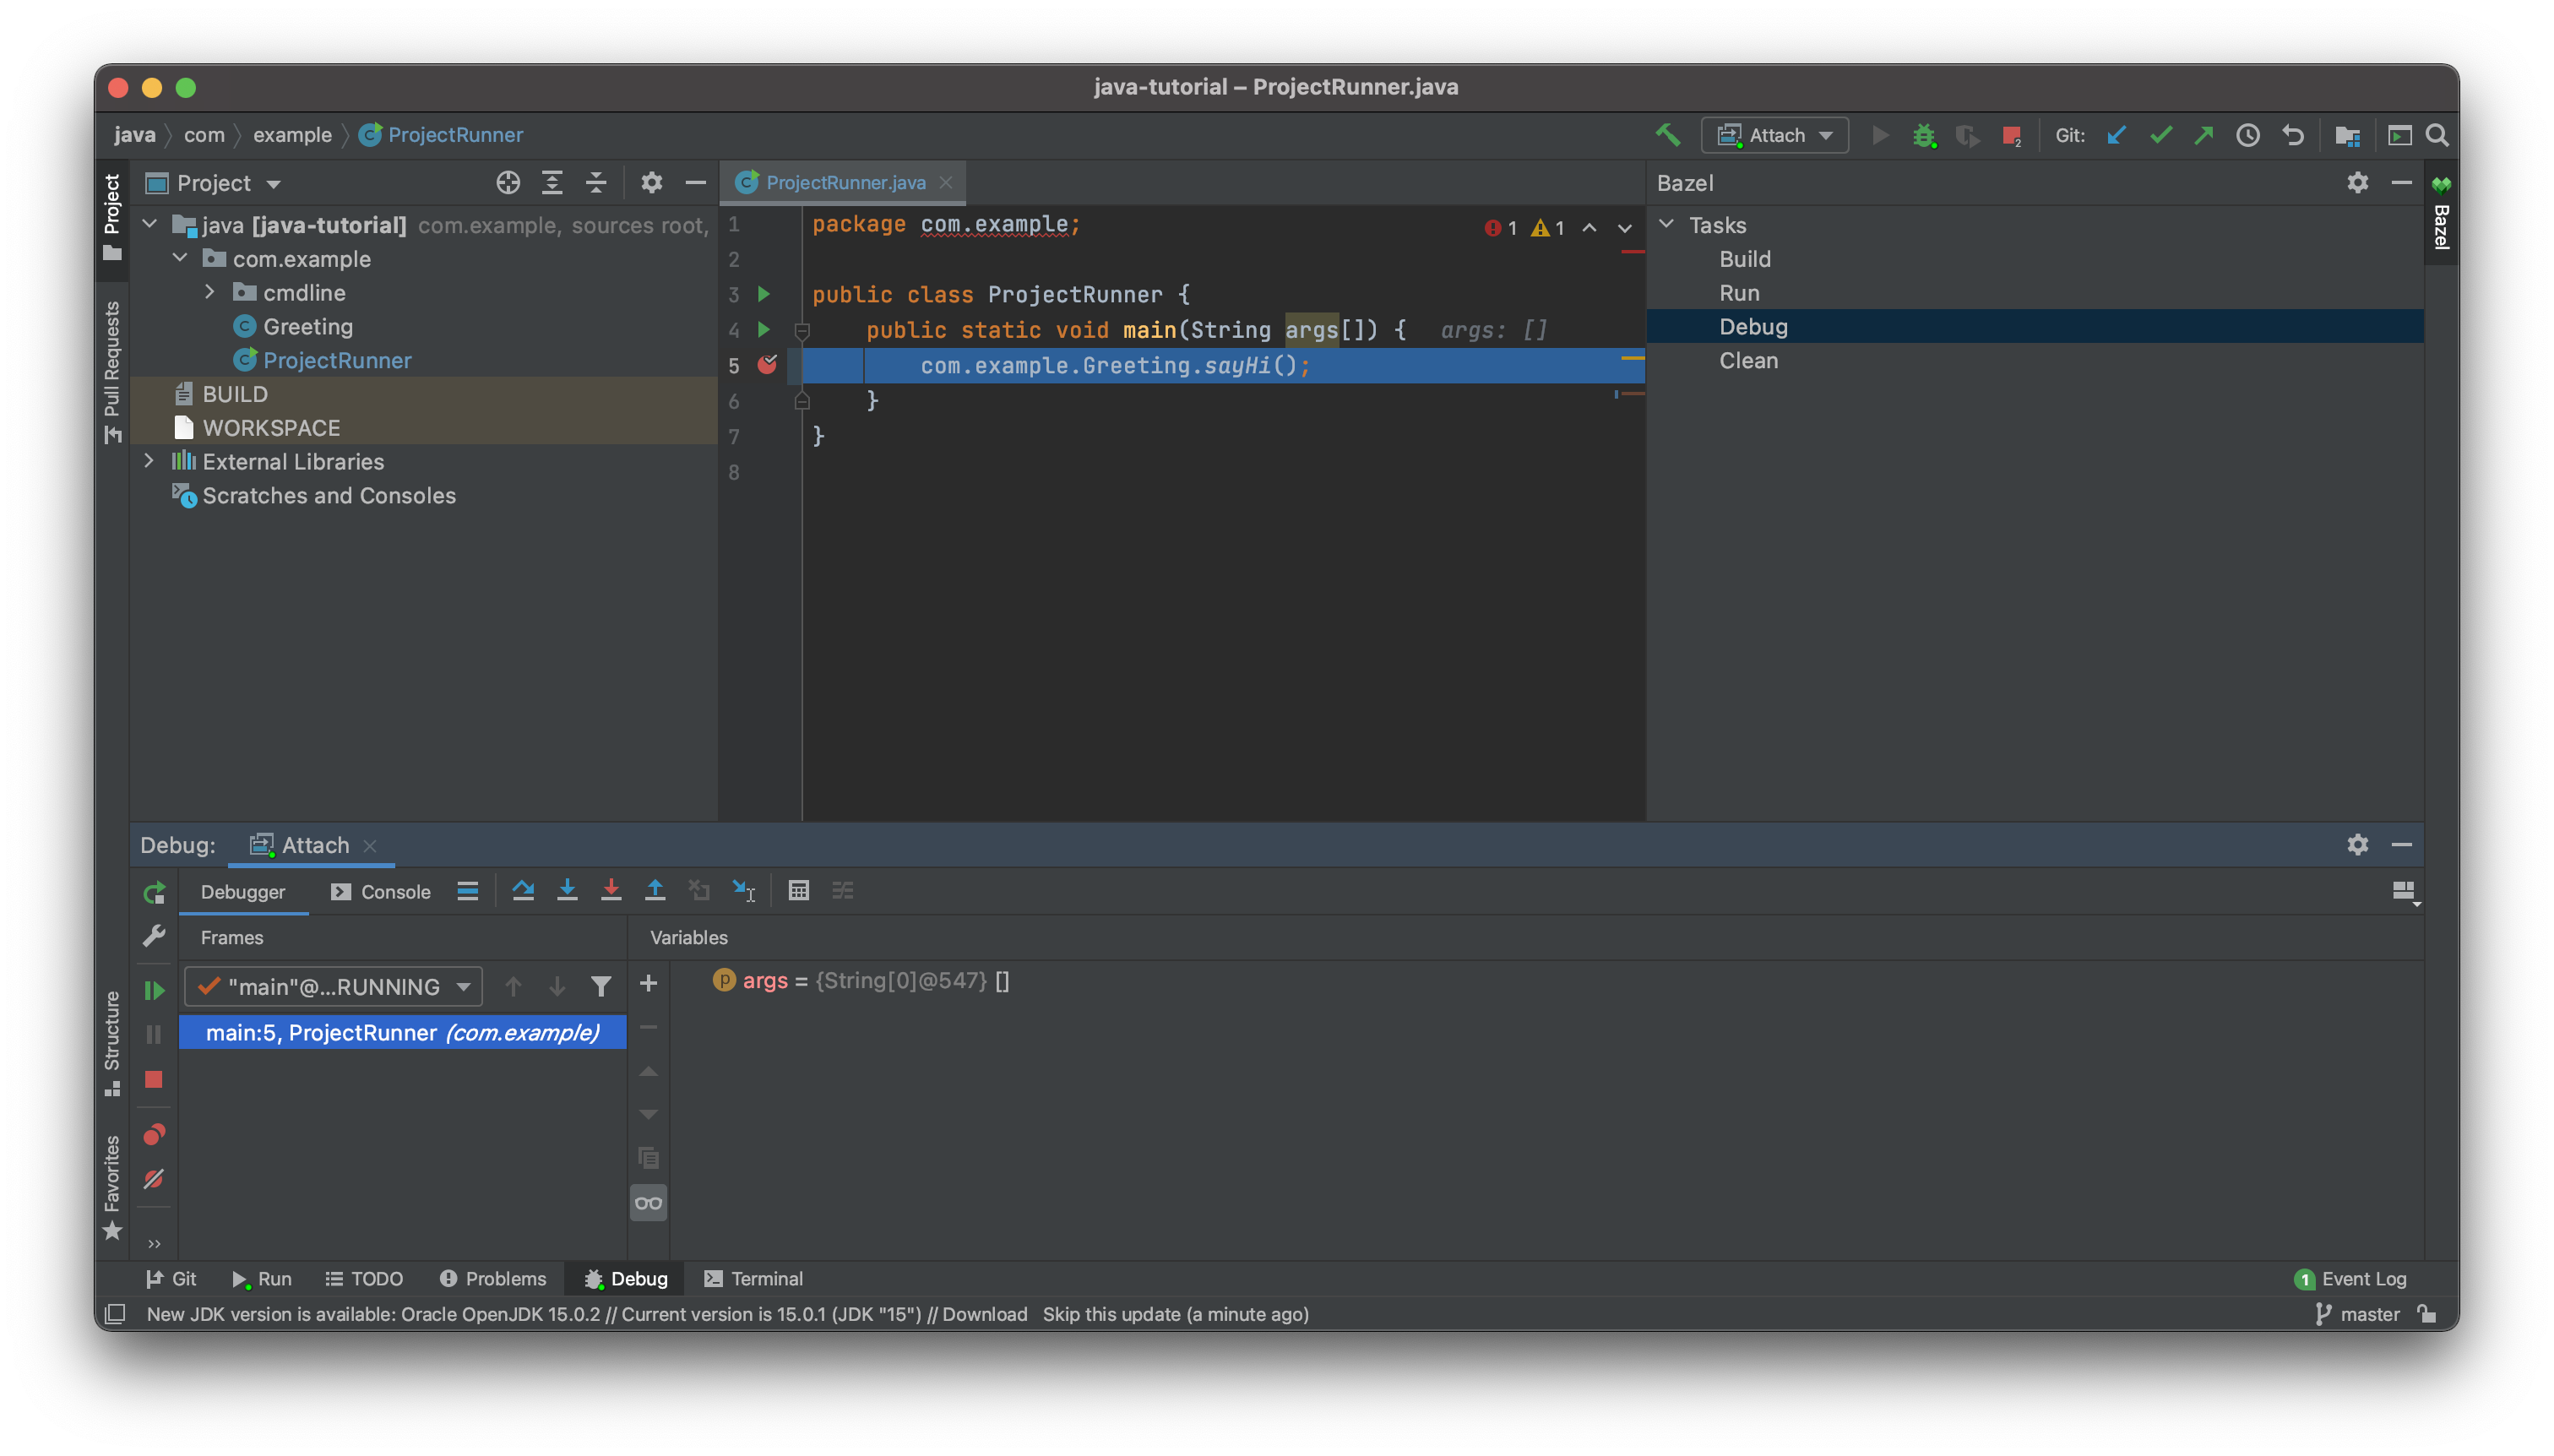 java-tutorial – ProjectRunner.java
java com example ProjectRunner
Attach
2
Git:
Project
Pull Requests
Structure
Favorites
Project
java [java-tutorial] com.example, sources root,
com.example
cmdline
Greeting
ProjectRunner
BUILD
WORKSPACE
External Libraries
Scratches and Consoles
ProjectRunner.java
1 package com.example;
1 1
2
3 public class ProjectRunner {
4 public static void main(String args[]) { args: []
5 com.example.Greeting.sayHi();
6 }
7 }
8
Bazel
Tasks
Build
Run
Debug
Clean
Bazel
Debug: Attach
Debugger Console
Frames Variables
"main"@...RUNNING
main:5, ProjectRunner (com.example)
p args = {String[0]@547} []
Git Run TODO Problems Debug Terminal
1 Event Log
New JDK version is available: Oracle OpenJDK 15.0.2 // Current version is 15.0.1 (JDK "15") // Download Skip this update (a minute ago)
master